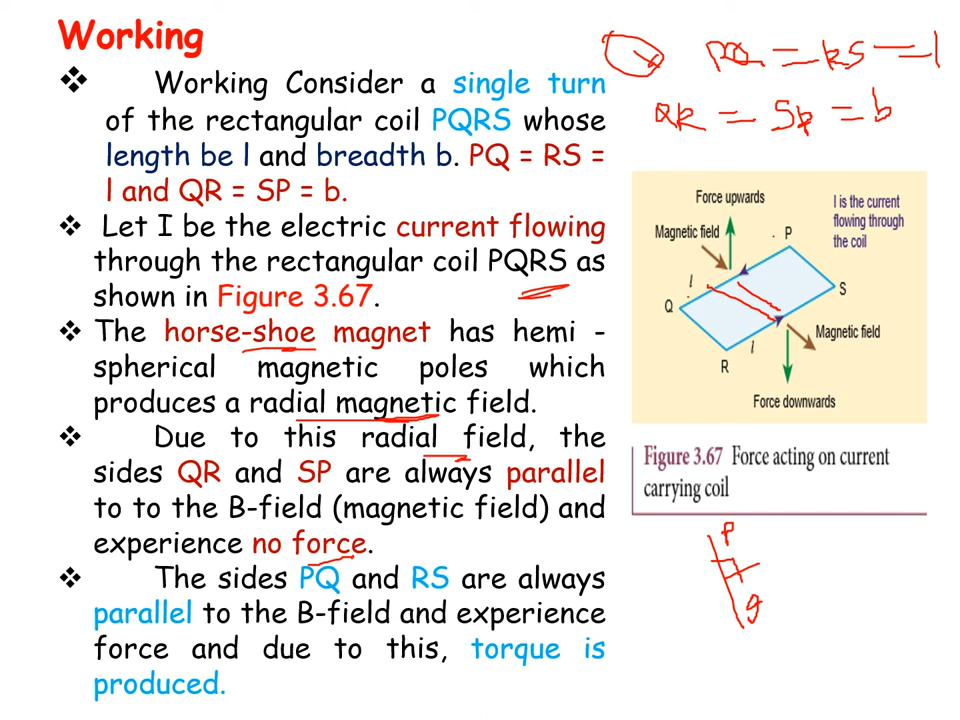 Working
❖ Working Consider a single turn
of the rectangular coil PQRS whose
length be l and breadth b. PQ = RS =
l and QR = SP = b.
❖ Let I be the electric current flowing
through the rectangular coil PQRS as
shown in Figure 3.67.
❖ The horse-shoe magnet has hemi -
spherical magnetic poles which
produces a radial magnetic field.
❖ Due to this radial field, the
sides QR and SP are always parallel
to to the B-field (magnetic field) and
experience no force.
❖ The sides PQ and RS are always
parallel to the B-field and experience
force and due to this, torque is
produced.
PQ = RS = l
QR = SP = b
Force upwards
I is the current
flowing through
the coil
Magnetic field
P
l
S
Q
Magnetic field
l
R
Force downwards
Figure 3.67 Force acting on current
carrying coil
P
q